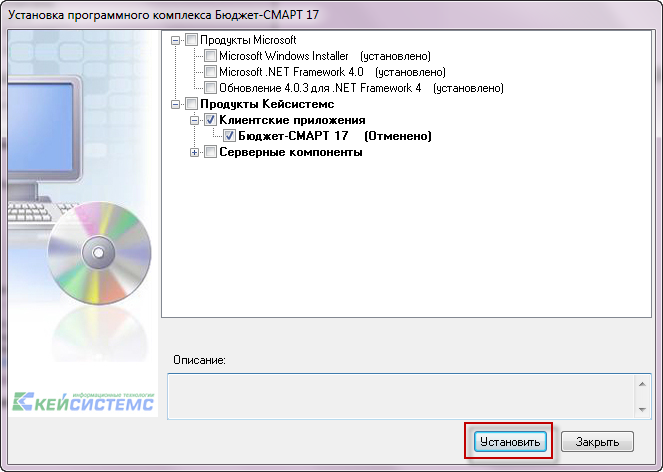 Установка программного комплекса Бюджет-СМАРТ 17
Продукты Microsoft
Microsoft Windows Installer (установлено)
Microsoft .NET Framework 4.0 (установлено)
Обновление 4.0.3 для .NET Framework 4 (установлено)
Продукты Кейсистемс
Клиентские приложения
Бюджет-СМАРТ 17 (Отменено)
Серверные компоненты
Описание:
информационные технологии
КЕЙСИСТЕМС
Установить
Закрыть